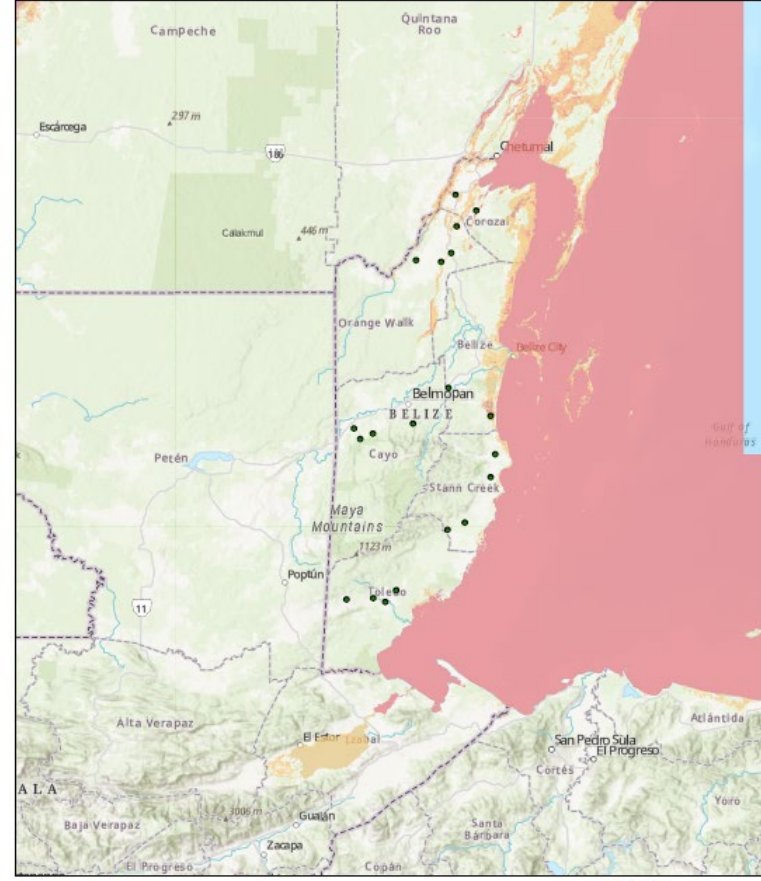 Campeche
Quintana
Roo
297 m
Escárcega
186
Chetumal
Calakmul
446 m
Corozal
Orange Walk
Belize
Belize City
Belmopan
BELIZE
Gulf of
Honduras
Petén
Cayo
Stann Creek
Maya
Mountains
1123 m
Poptún
11
Toledo
Alta Verapaz
El Estor
Izabal
Atlántida
San Pedro Sula
El Progreso
Cortés
ALA
3006 m
Gualán
Yoro
Baja Verapaz
Santa
Bárbara
Zacapa
El Progreso
Copán